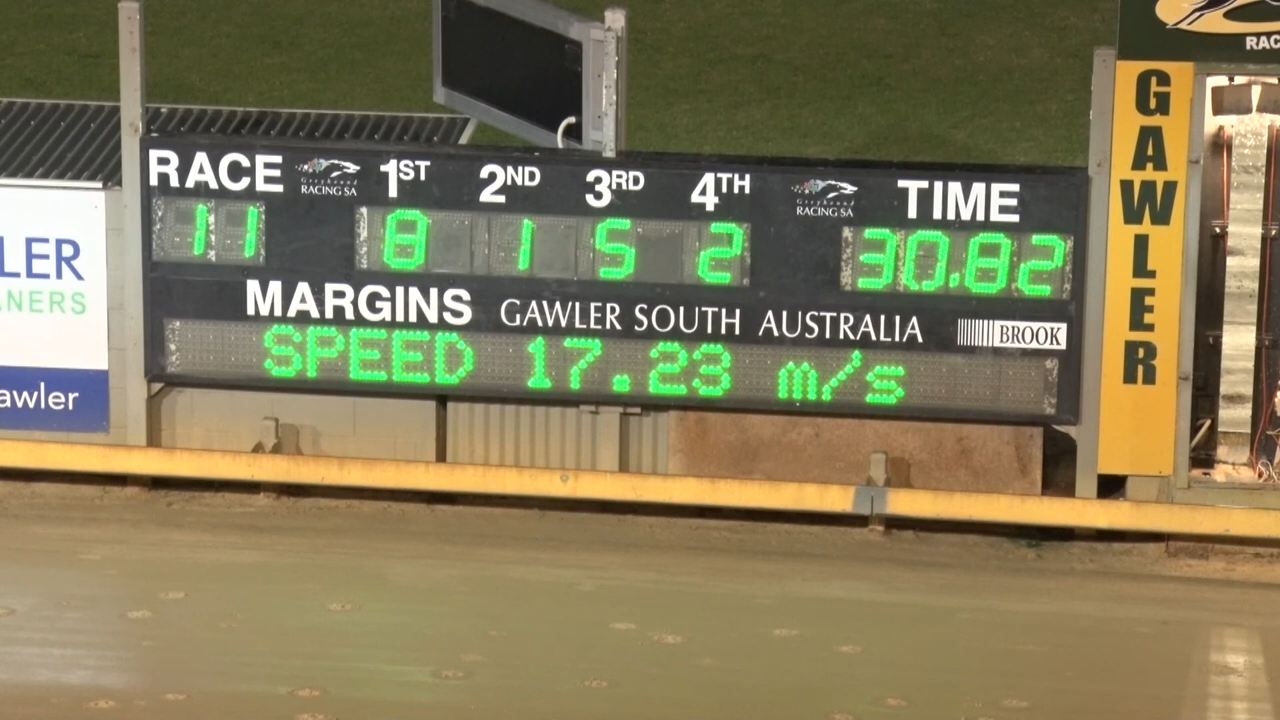 RAC
GAWLER
RACE 1ST 2ND 3RD 4TH TIME
Greyhound RACING SA
Greyhound RACING SA
11 8 1 5 2 30.82
MARGINS GAWLER SOUTH AUSTRALIA BROOK
SPEED 17.23 m/s
LER
ANERS
awler